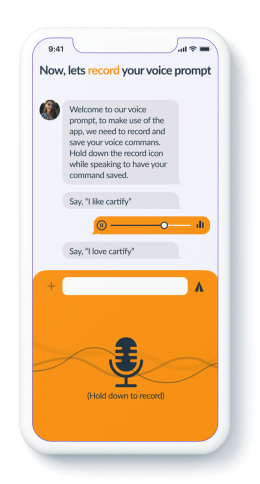 9:41
Now, lets record your voice prompt
Welcome to our voice
prompt, to make use of the
app, we need to record and
save your voice commans.
Hold down the record icon
while speaking to have your
command saved.
Say, "I like cartify"
Say, "I love cartify"
(Hold down to record)